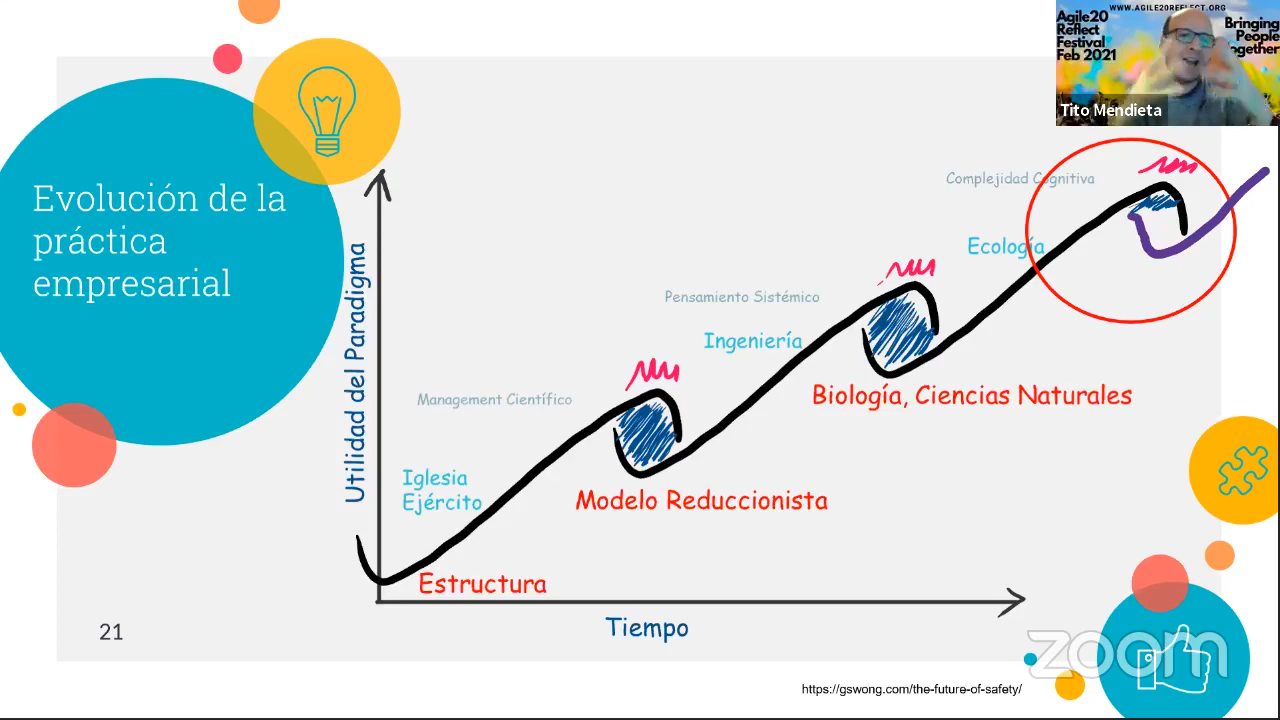 WWW.AGILE20REFLECT.ORG
Agile20
Reflect
Festival
Feb 2021
Bringing
People
Together
Tito Mendieta
Evolución de la
práctica
empresarial
Utilidad del Paradigma
Complejidad Cognitiva
Ecología
Pensamiento Sistémico
Ingeniería
Biología, Ciencias Naturales
Management Científico
Iglesia
Ejército
Modelo Reduccionista
Estructura
Tiempo
21
zoom
https://gswong.com/the-future-of-safety/